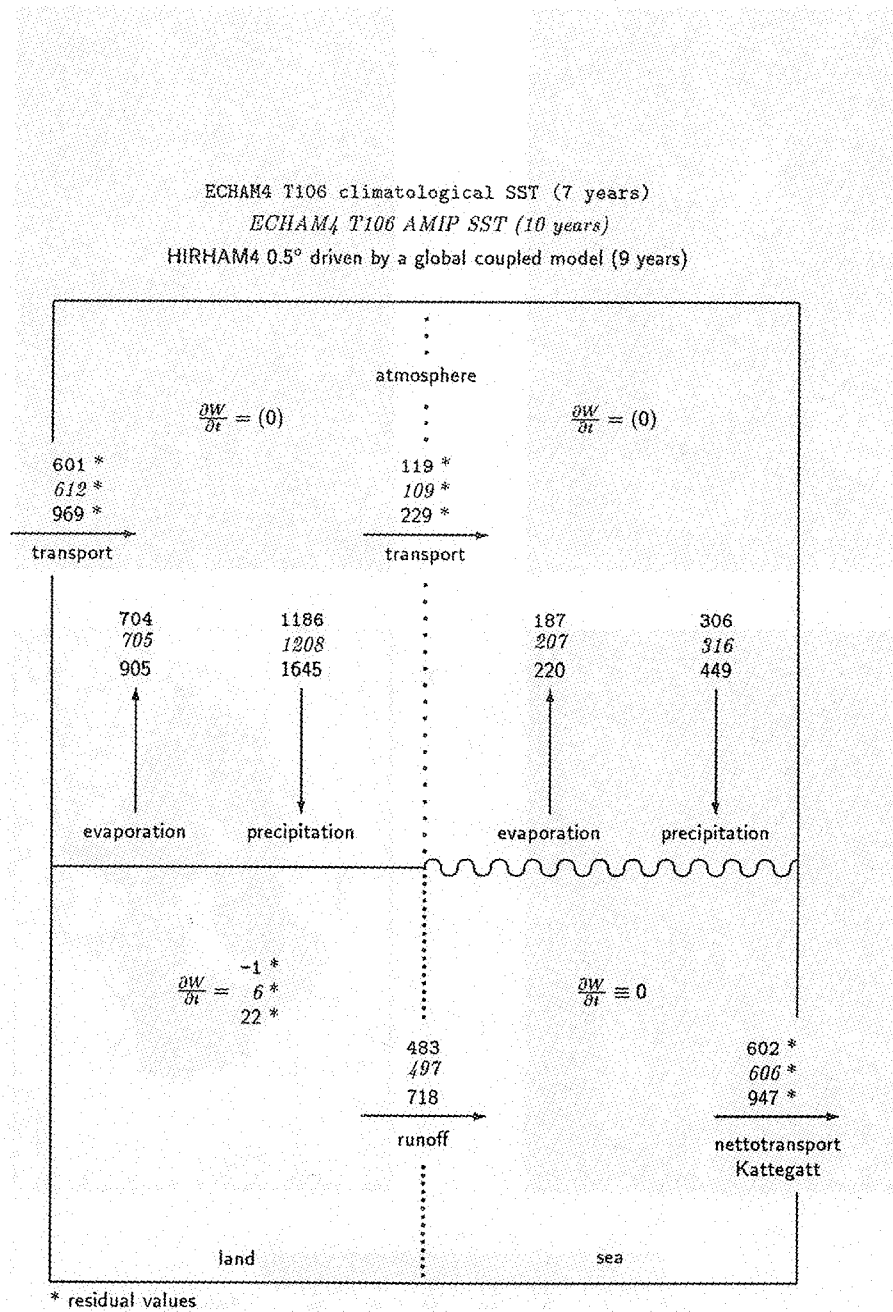 ECHAM4 T106 climatological SST (7 years)
ECHAM4 T106 AMIP SST (10 years)
HIRHAM4 0.5° driven by a global coupled model (9 years)
atmosphere
∂W/∂t = (0)
∂W/∂t = (0)
601 *
612 *
969 *
transport
119 *
109 *
229 *
transport
704
705
905
evaporation
1186
1208
1645
precipitation
187
207
220
evaporation
306
316
449
precipitation
∂W/∂t =
-1 *
6 *
22 *
∂W/∂t ≡ 0
483
497
718
runoff
602 *
606 *
947 *
nettotransport
Kattegatt
land
sea
* residual values